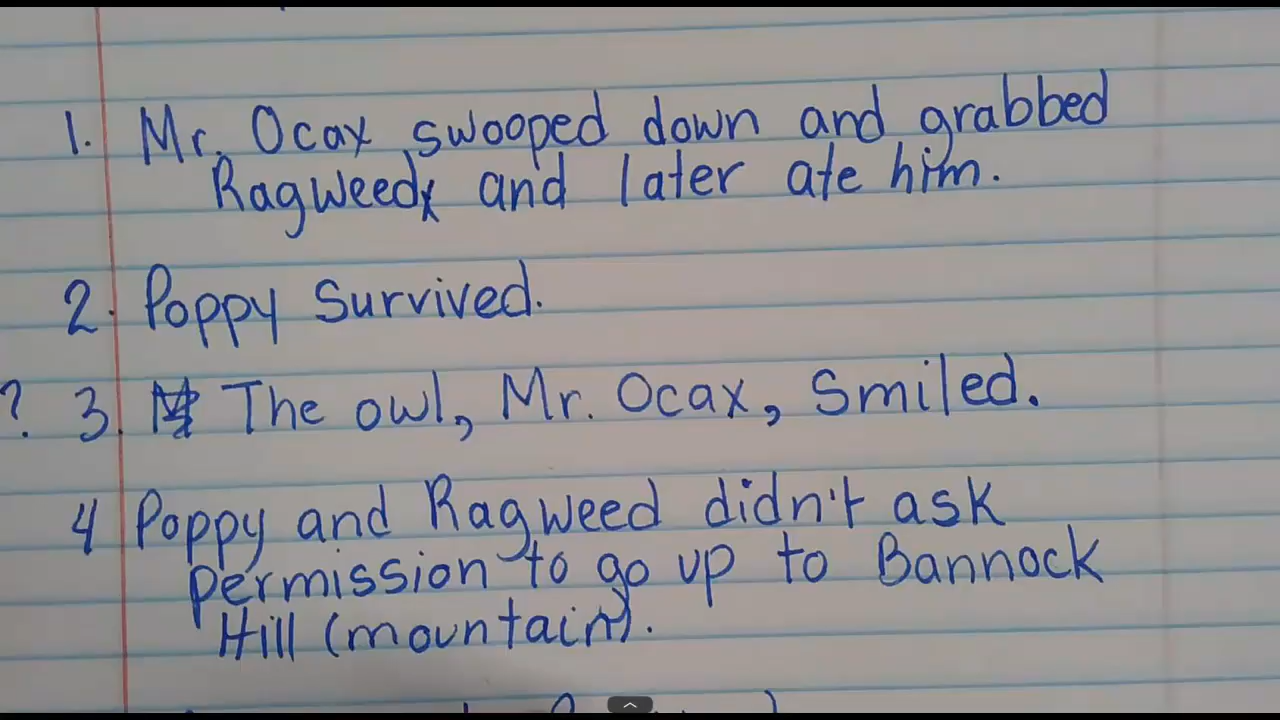 1. Mr. Ocax swooped down and grabbed
Ragweed and later ate him.
2. Poppy Survived.
? 3. The owl, Mr. Ocax, Smiled.
4 Poppy and Ragweed didn't ask
permission to go up to Bannock
Hill (mountain).